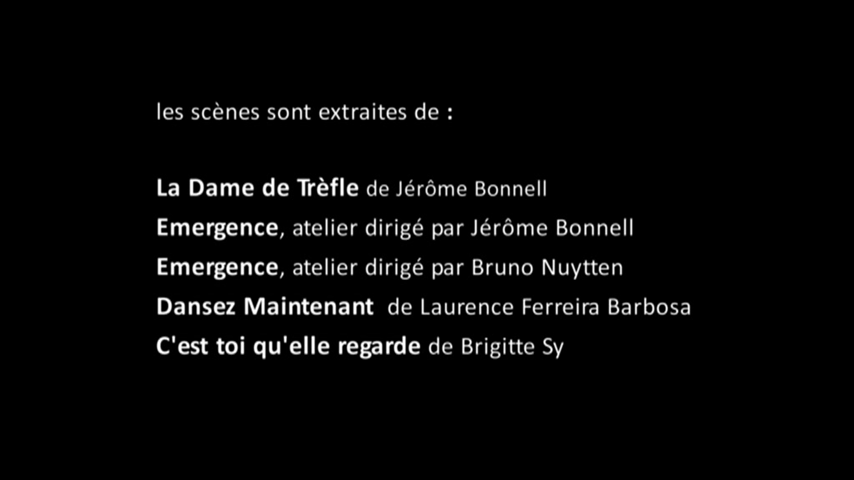 les scènes sont extraites de :
La Dame de Trèfle de Jérôme Bonnell
Emergence, atelier dirigé par Jérôme Bonnell
Emergence, atelier dirigé par Bruno Nuytten
Dansez Maintenant de Laurence Ferreira Barbosa
C'est toi qu'elle regarde de Brigitte Sy